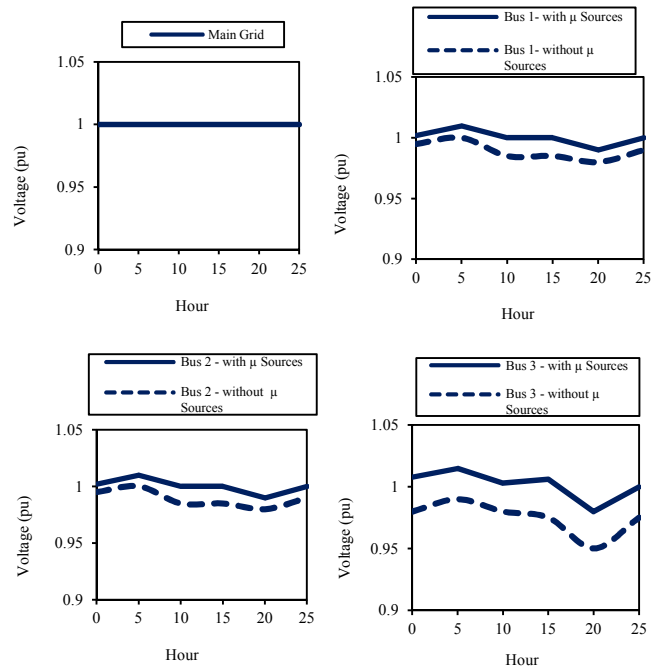 Main Grid
1.05
1
0.95
0.9
Voltage (pu)
0 5 10 15 20 25
Hour
Bus 1- with µ Sources
Bus 1- without µ
Sources
1.05
1
0.95
0.9
Voltage (pu)
0 5 10 15 20 25
Hour
Bus 2 - with µ Sources
Bus 2 - without µ
Sources
1.05
1
0.95
0.9
Voltage (pu)
0 5 10 15 20 25
Hour
Bus 3 - with µ Sources
Bus 3 - without µ
Sources
1.05
1
0.95
0.9
Voltage (pu)
0 5 10 15 20 25
Hour